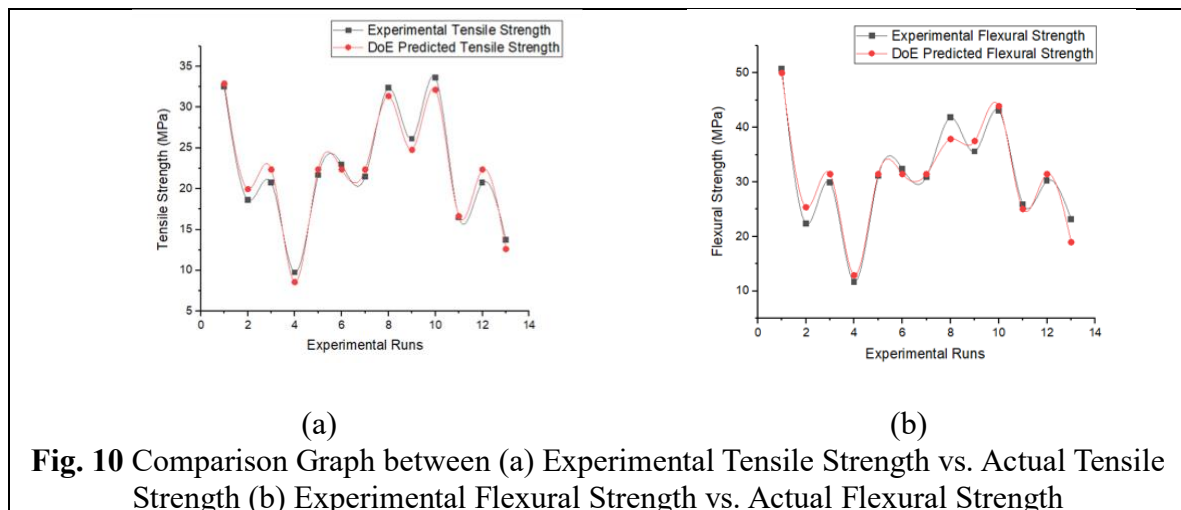 Experimental Tensile Strength
DoE Predicted Tensile Strength
35
30
25
20
15
10
5
Tensile Strength (MPa)
0 2 4 6 8 10 12 14
Experimental Runs
(a)
Experimental Flexural Strength
DoE Predicted Flexural Strength
50
40
30
20
10
Flexural Strength (MPa)
0 2 4 6 8 10 12 14
Experimental Runs
(b)
Fig. 10 Comparison Graph between (a) Experimental Tensile Strength vs. Actual Tensile
Strength (b) Experimental Flexural Strength vs. Actual Flexural Strength